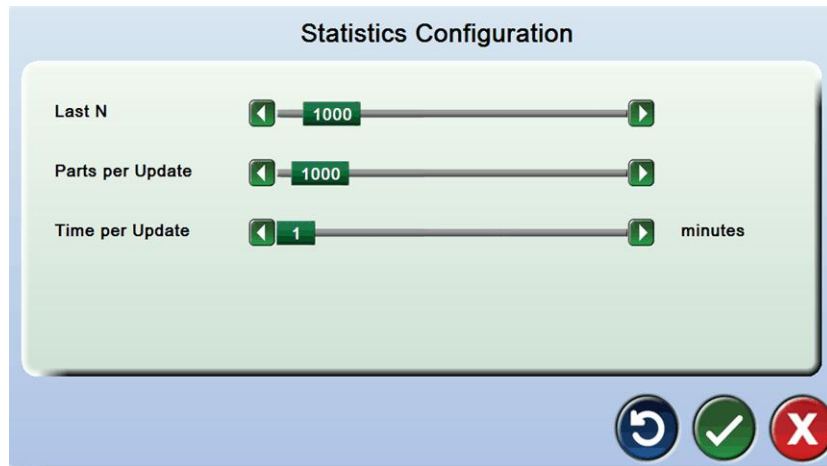 Statistics Configuration
Last N 1000
Parts per Update 1000
Time per Update 1 minutes
X